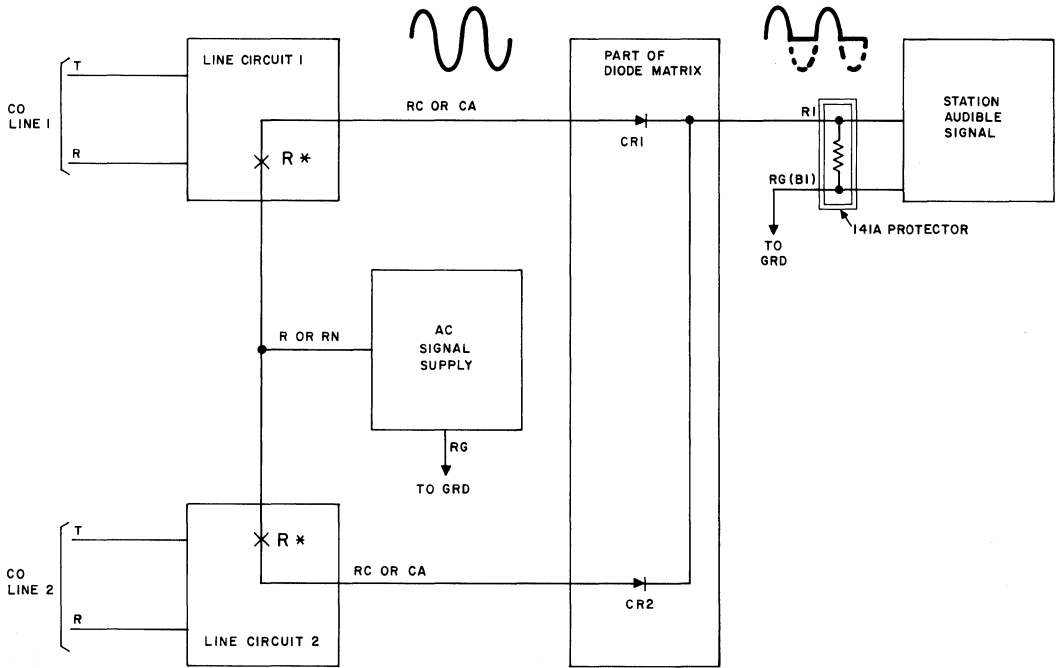 LINE CIRCUIT 1
PART OF
DIODE MATRIX
STATION
AUDIBLE
SIGNAL
T
CO
LINE 1
R
RC OR CA
R *
CR1
R1
RG(B1)
TO
GRD
141A PROTECTOR
R OR RN
AC
SIGNAL
SUPPLY
RG
TO GRD
T
CO
LINE 2
R
R *
RC OR CA
CR2
LINE CIRCUIT 2